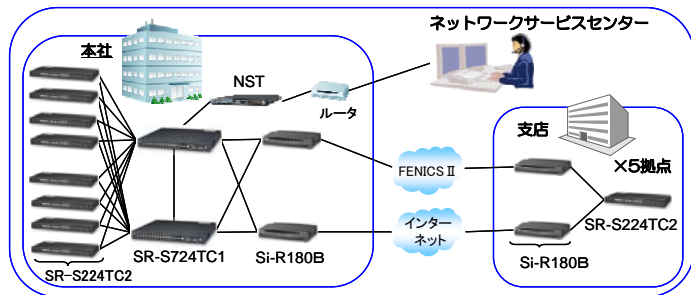 ネットワークサービスセンター
本社
NST
ルータ
支店
×5拠点
FENICSⅡ
インター
ネット
SR-S224TC2
SR-S724TC1
Si-R180B
SR-S224TC2
Si-R180B